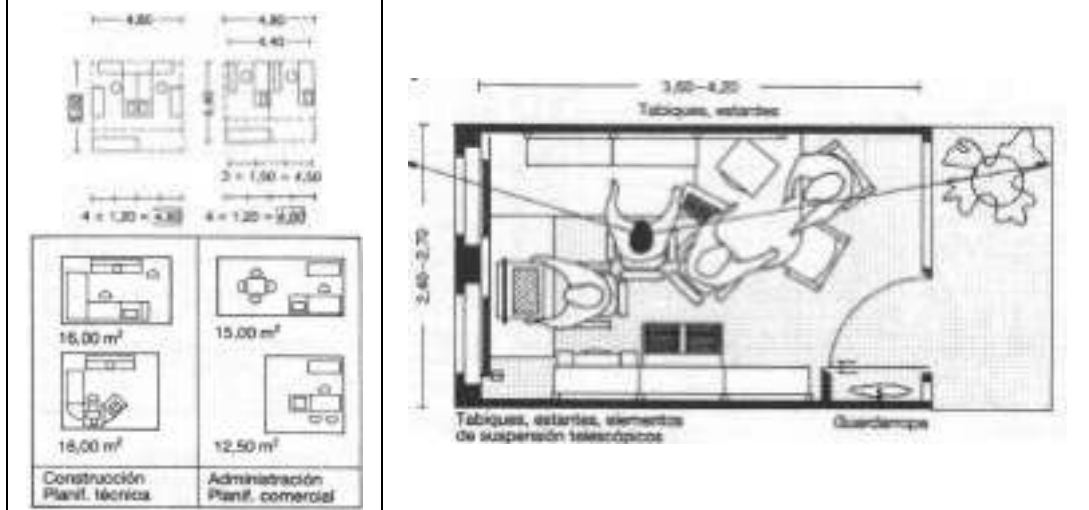 4,80
4,80
4,40
3 × 1,50 = 4,50
4 × 1,20 = 4,80
4 × 1,20 =
16,00 m²
15,00 m²
16,00 m²
12,50 m²
Construcción
Planif. técnica
Administración
Planif. comercial
3,60–4,20
Tabiques, estantes
2,40–2,70
Tabiques, estantes, elementos
de suspensión telescópicos
Guardarropa